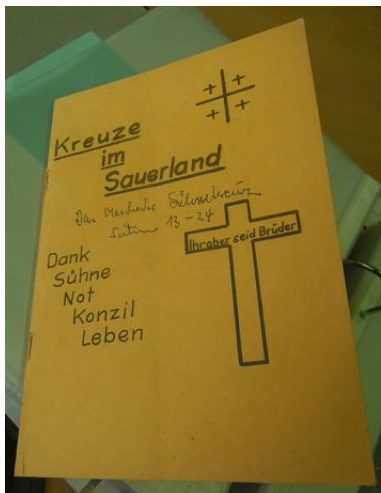 Kreuze
im
Sauerland
Das Mescheder Sühnekreuz
Seiten 13-24
Ihr aber seid Brüder
Dank
Sühne
Not
Konzil
Leben